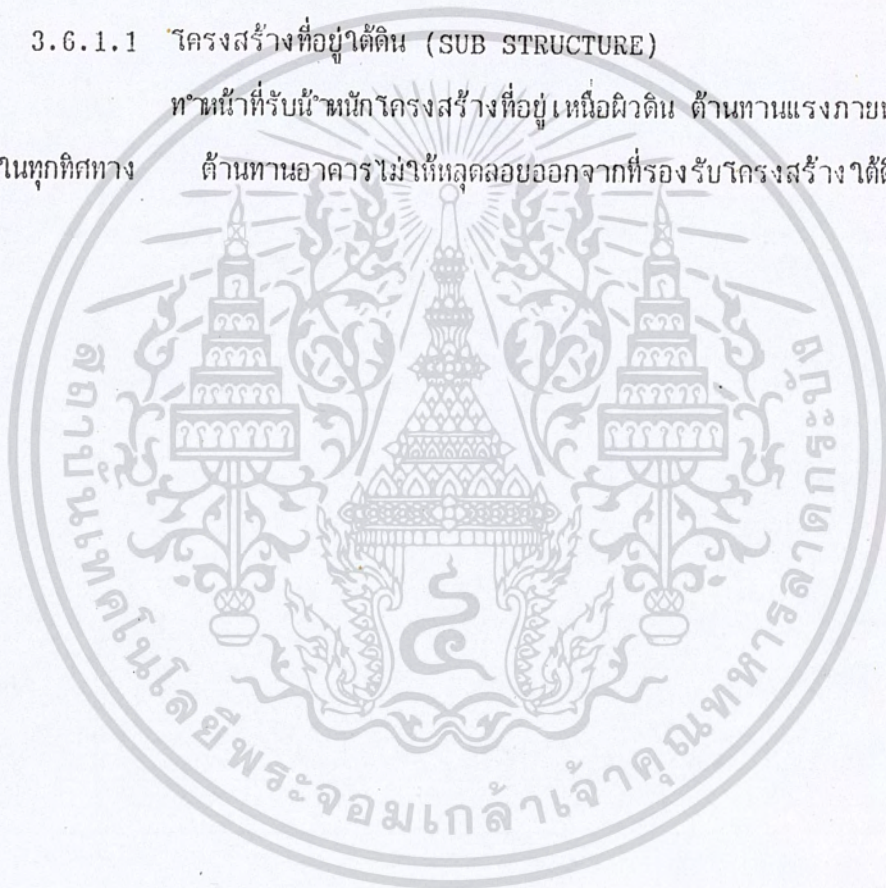 3.6.1.1 โครงสร้างที่อยู่ใต้ดิน (SUB STRUCTURE)
ทำหน้าที่รับน้ำหนักโครงสร้างที่อยู่เหนือผิวดิน ต้านทานแรงภาย
ในทุกทิศทาง ต้านทานอาคารไม่ให้หลุดลอยออกจากที่รองรับโครงสร้างใต้
สถาบันเทคโนโลยีพระจอมเกล้าเจ้าคุณทหารลาดกระบัง
๔